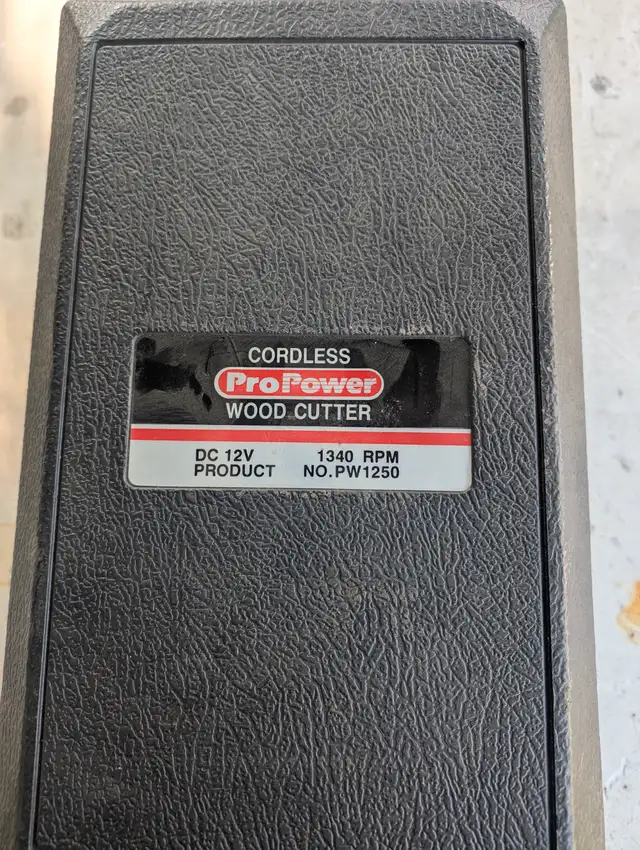 CORDLESS
ProPower
WOOD CUTTER
DC 12V 1340 RPM
PRODUCT NO.PW1250